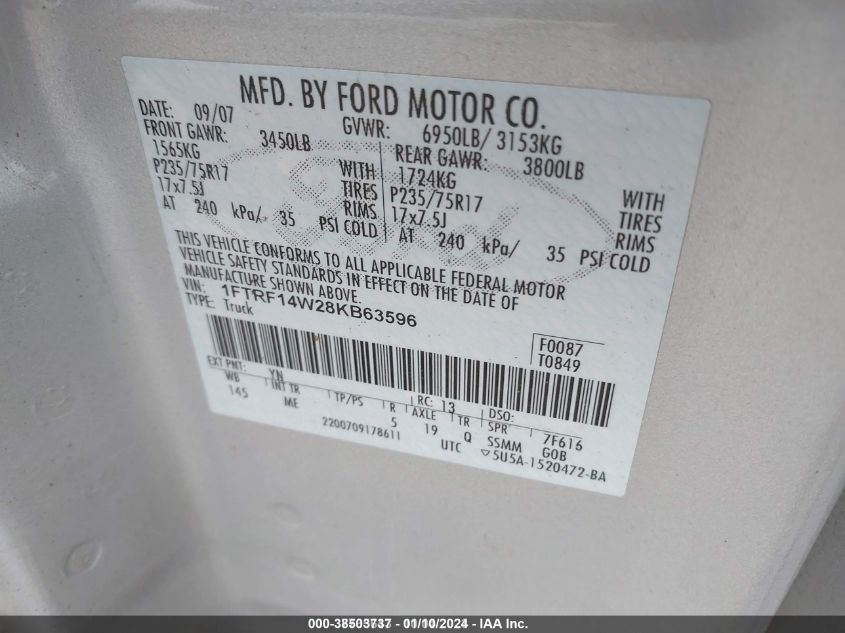 MFD. BY FORD MOTOR CO.
DATE: 09/07 GVWR: 6950LB/ 3153KG
FRONT GAWR: 3450LB REAR GAWR: 3800LB
1565KG WITH 1724KG WITH
P235/75R17 TIRES P235/75R17 TIRES
17x7.5J RIMS 17x7.5J RIMS
AT 240 kPa/ 35 PSI COLD AT 240 kPa/ 35 PSI COLD
THIS VEHICLE CONFORMS TO ALL APPLICABLE FEDERAL MOTOR
VEHICLE SAFETY STANDARDS IN EFFECT ON THE DATE OF
MANUFACTURE SHOWN ABOVE.
VIN: 1FTRF14W28KB63596
TYPE: Truck
F0087
T0849
EXT PNT: YN RC: 13 DSO:
WB INT TR TP/PS R AXLE TR SPR 7F616
145 ME 5 19 Q SSMM GOB
2200709178611 UTC ▽5U5A-1520472-BA
Ford
000-38503737 - 01/10/2024 - IAA Inc.